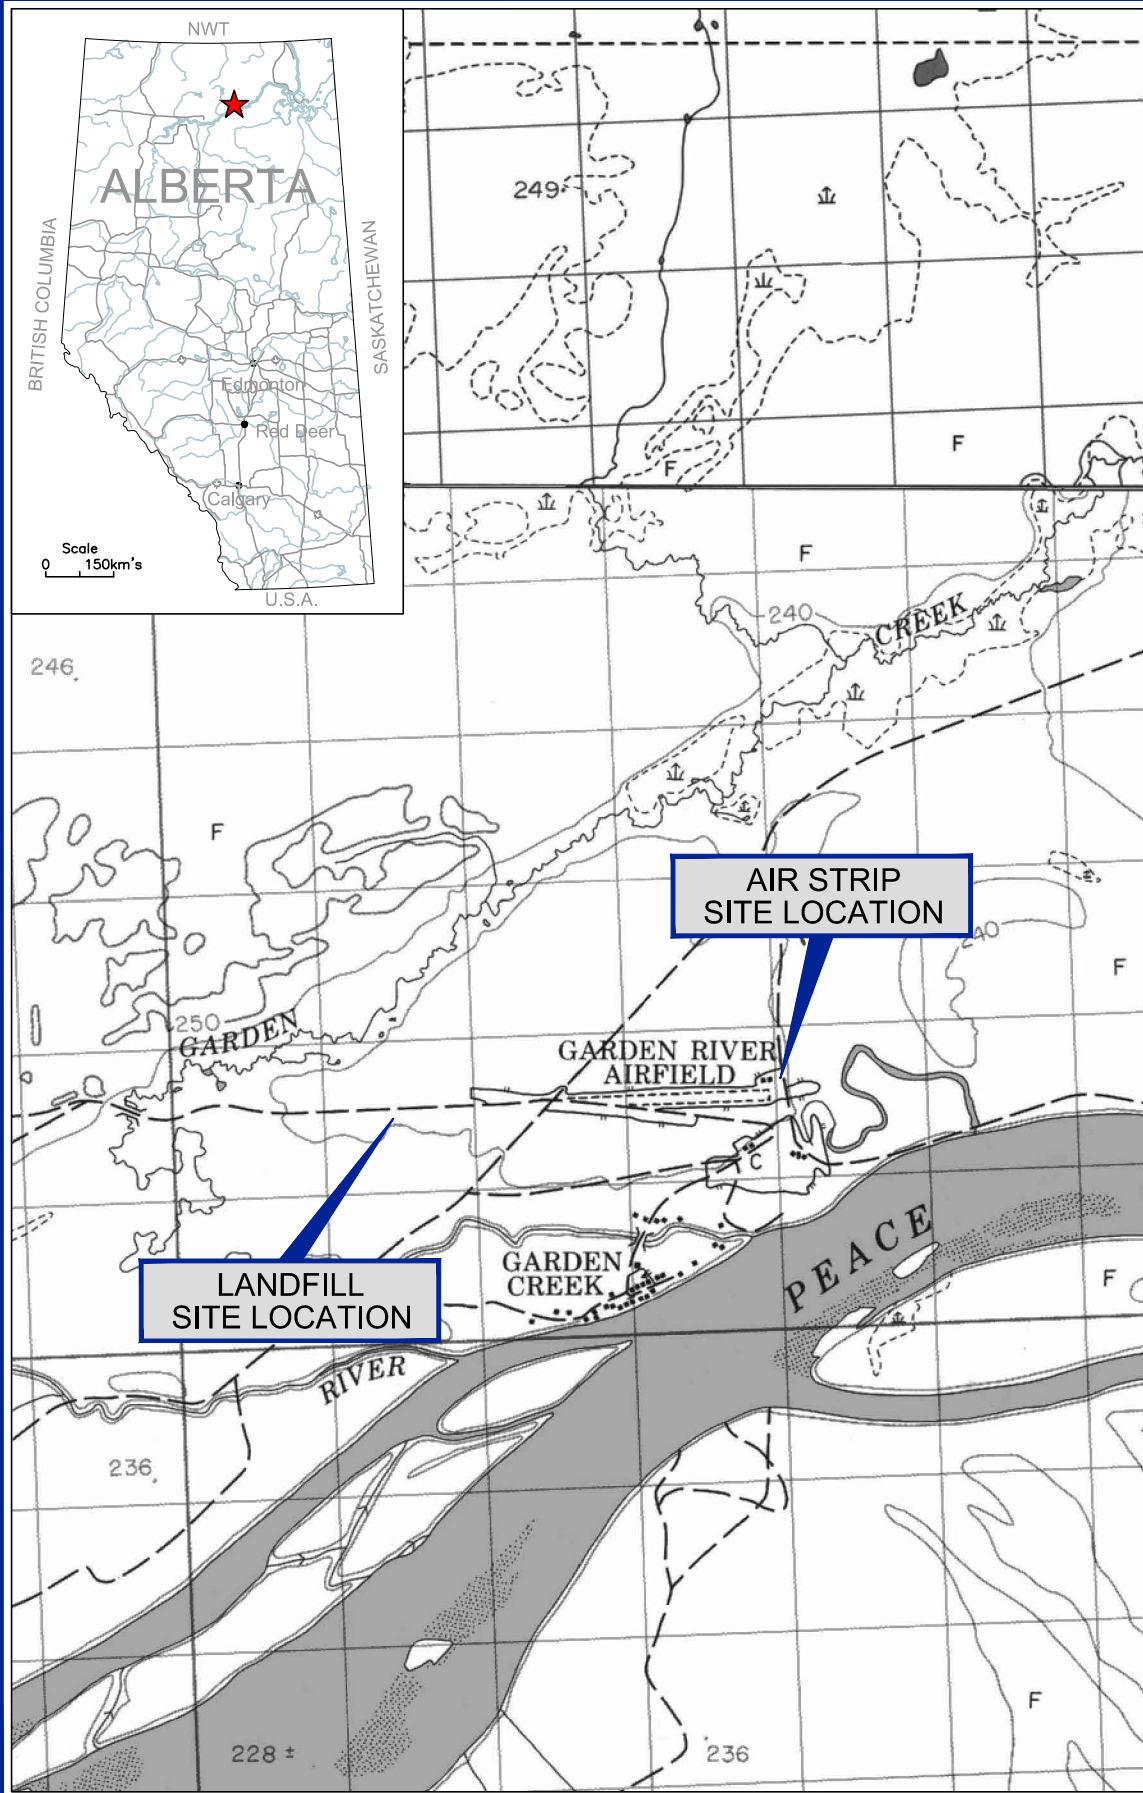 NWT
ALBERTA
BRITISH COLUMBIA
SASKATCHEWAN
Edmonton
Red Deer
Calgary
Scale
0 150km's
U.S.A.
249
F
F
F
240
CREEK
246
F
AIR STRIP
SITE LOCATION
240
F
250
GARDEN
GARDEN RIVER
AIRFIELD
C
PEACE
GARDEN
CREEK
F
LANDFILL
SITE LOCATION
RIVER
236
F
228 ±
236